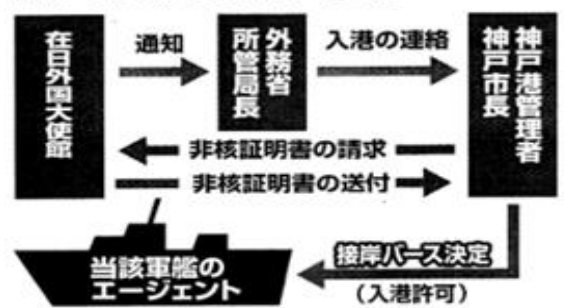 在日外国大使館
通知
外務省
所管局長
入港の連絡
神戸港管理者
神戸市長
非核証明書の請求
非核証明書の送付
当該軍艦の
エージェント
接岸バース決定
(入港許可)